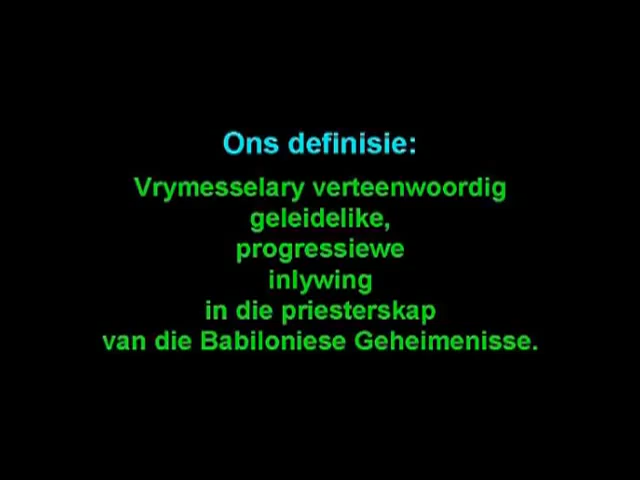 Ons definisie:
Vrymesselary verteenwoordig
geleidelike,
progressiewe
inlywing
in die priesterskap
van die Babiloniese Geheimenisse.